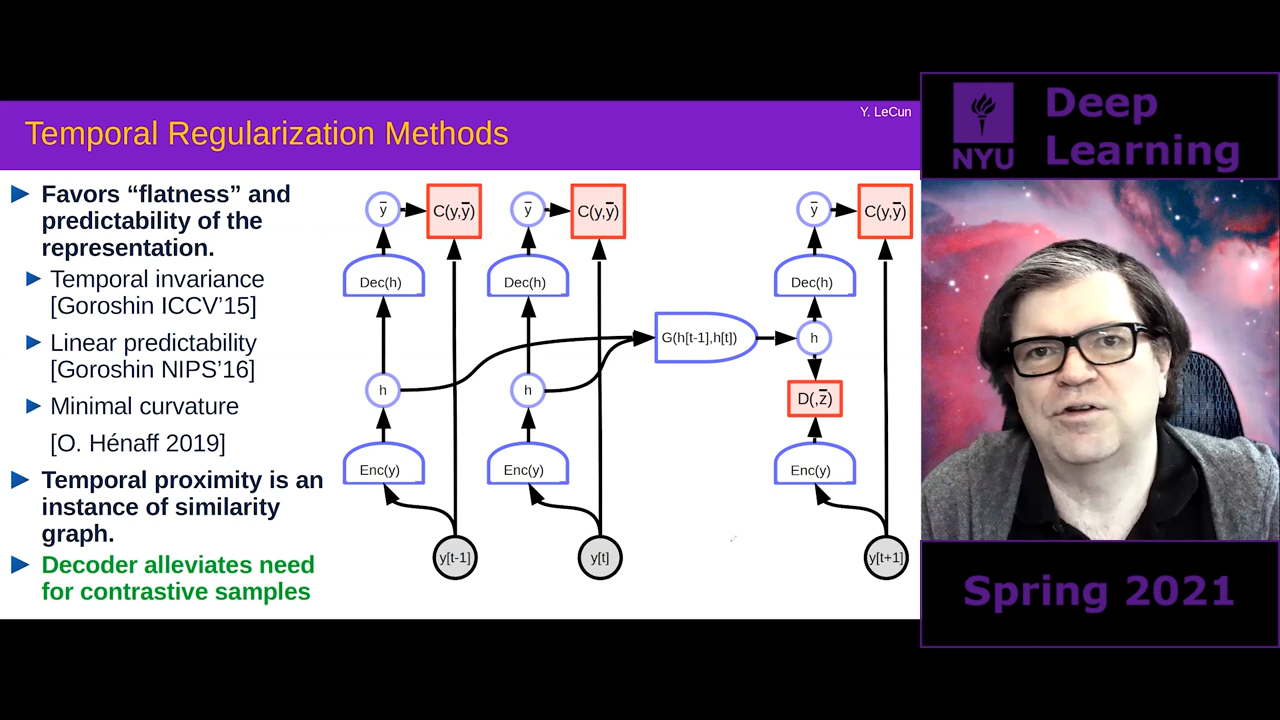 Y. LeCun
Temporal Regularization Methods
Favors “flatness” and
predictability of the
representation.
Temporal invariance
[Goroshin ICCV’15]
Linear predictability
[Goroshin NIPS’16]
Minimal curvature
[O. Hénaff 2019]
Temporal proximity is an
instance of similarity
graph.
Decoder alleviates need
for contrastive samples
ȳ C(y,ȳ) ȳ C(y,ȳ) ȳ C(y,ȳ)
Dec(h) Dec(h) Dec(h)
G(h[t-1],h[t]) h
h h D(,z̄)
Enc(y) Enc(y) Enc(y)
y[t-1] y[t] y[t+1]
NYU
Deep
Learning
Spring 2021